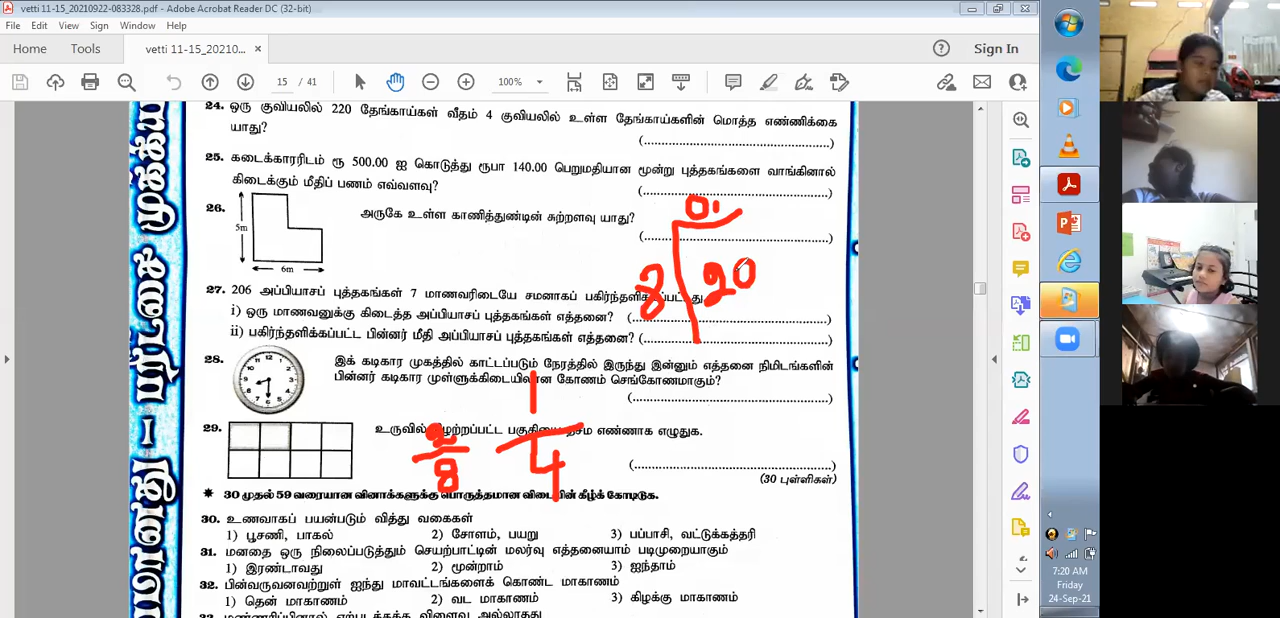 vetti 11-15_20210922-083328.pdf - Adobe Acrobat Reader DC (32-bit)
File Edit View Sign Window Help
Home Tools vetti 11-15_20210... × Sign In
15 / 41 100%
24. ஒரு குவியலில் 220 தேங்காய்கள் வீதம் 4 குவியலில் உள்ள தேங்காய்களின் மொத்த எண்ணிக்கை
யாது? (...............................................)
25. கடைக்காரரிடம் ரூ 500.00 ஐ கொடுத்து ரூபா 140.00 பெறுமதியான மூன்று புத்தகங்களை வாங்கினால்
கிடைக்கும் மீதிப் பணம் எவ்வளவு? (...............................................)
26. அருகே உள்ள காணித்துண்டின் சுற்றளவு யாது?
(...............................................)
5m
6m
0.
8 20
27. 206 அப்பியாசப் புத்தகங்கள் 7 மாணவரிடையே சமனாகப்
i) ஒரு மாணவனுக்கு கிடைத்த அப்பியாசப் புத்தகங்கள் எத்தனை? (...............................................)
ii) பகிர்ந்தளிக்கப்பட்ட பின்னர் மீதி அப்பியாசப் புத்தகங்கள் எத்தனை? (...............................................)
28. இக் கடிகார முகத்தில் காட்டப்படும் நேரத்தில் இருந்து இன்னும் எத்தனை நிமிடங்களின்
பின்னர் கடிகார முள்ளுக்கிடையிலான கோணம் செங்கோணமாகும்?
(...............................................)
29. உருவில் எண்ணாக எழுதுக.
2/8 1/4
(...............................................)
(30 புள்ளிகள்)
* 30 முதல் 59 வரையான வினாக்களுக்கு பொருத்தமான விடையின் கீழ்க் கோடிடுக.
30. உணவாகப் பயன்படும் வித்து வகைகள்
1) பூசணி, பாகல் 2) சோளம், பயறு 3) பப்பாசி, வட்டுக்கத்தரி
31. மனதை ஒரு நிலைப்படுத்தும் செயற்பாட்டின் மலர்வு எத்தனையாம் படிமுறையாகும்
1) இரண்டாவது 2) மூன்றாம் 3) ஐந்தாம்
32. பின்வருவனவற்றுள் ஐந்து மாவட்டங்களைக் கொண்ட மாகாணம்
1) தென் மாகாணம் 2) வட மாகாணம் 3) கிழக்கு மாகாணம்
7:20 AM
Friday
24-Sep-21